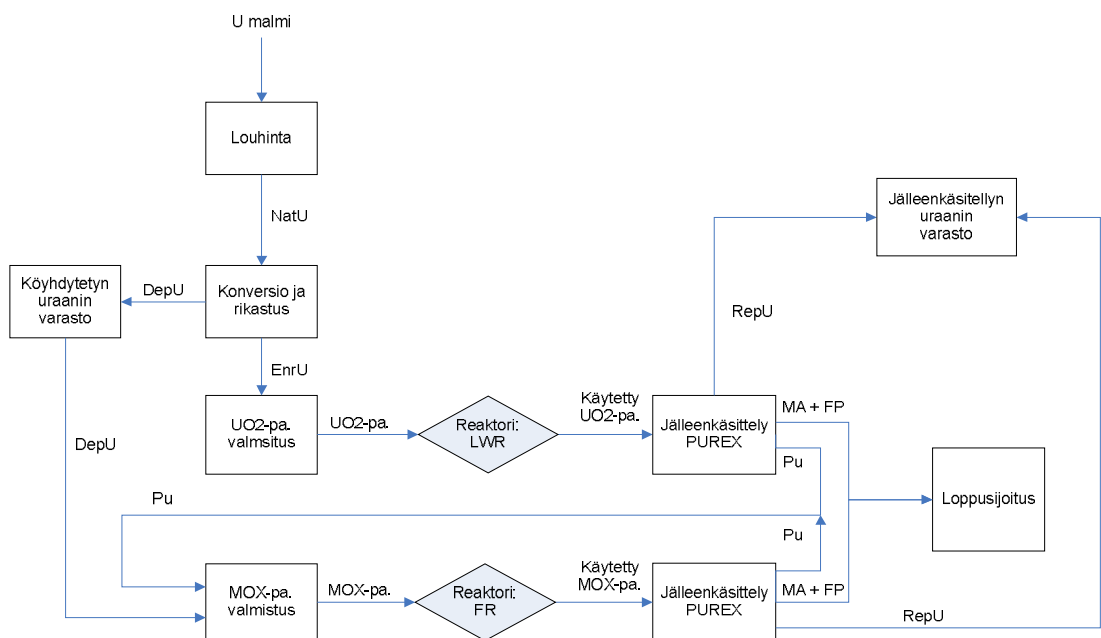 U malmi
Louhinta
NatU
Jälleenkäsitellyn
uraanin
varasto
Köyhdytetyn
uraanin
varasto
DepU
Konversio ja
rikastus
RepU
EnrU
DepU
UO2-pa.
valmsitus
UO2-pa.
Reaktori:
LWR
Käytetty
UO2-pa.
Jälleenkäsittely
PUREX
MA + FP
Pu
Loppusijoitus
Pu
Pu
MOX-pa.
valmistus
MOX-pa.
Reaktori:
FR
Käytetty
MOX-pa.
Jälleenkäsittely
PUREX
MA + FP
RepU